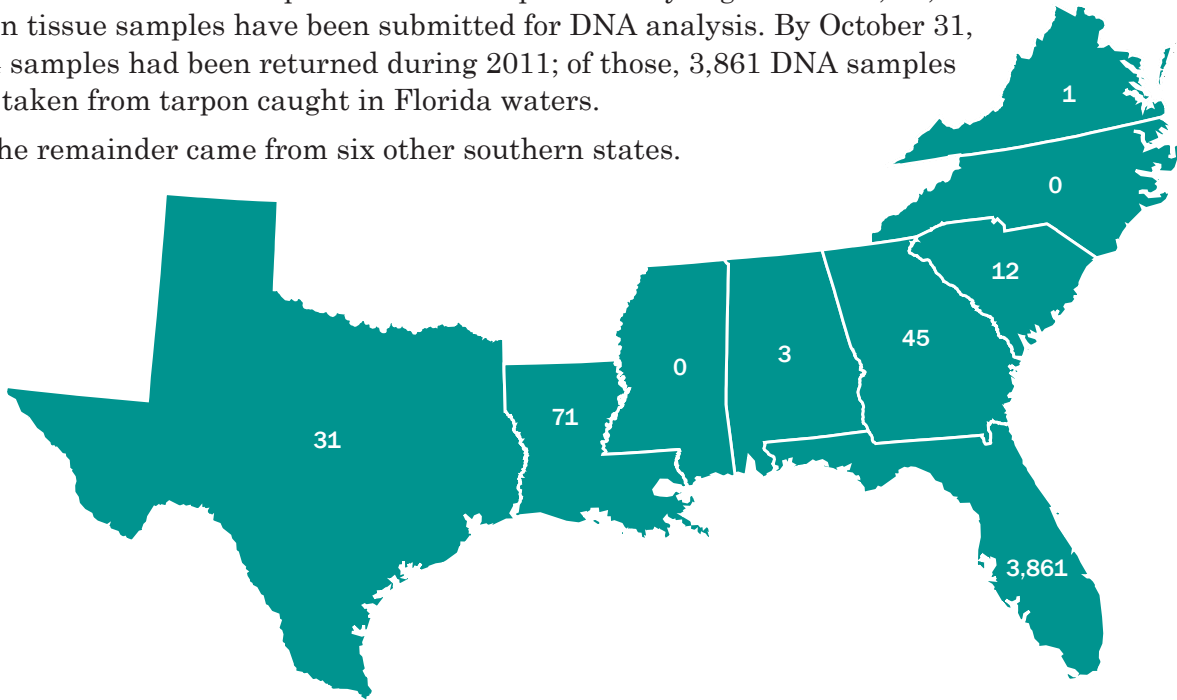 n tissue samples have been submitted for DNA analysis. By October 31,
samples had been returned during 2011; of those, 3,861 DNA samples
taken from tarpon caught in Florida waters.
he remainder came from six other southern states.
1
0
12
45
3
0
71
31
3,861